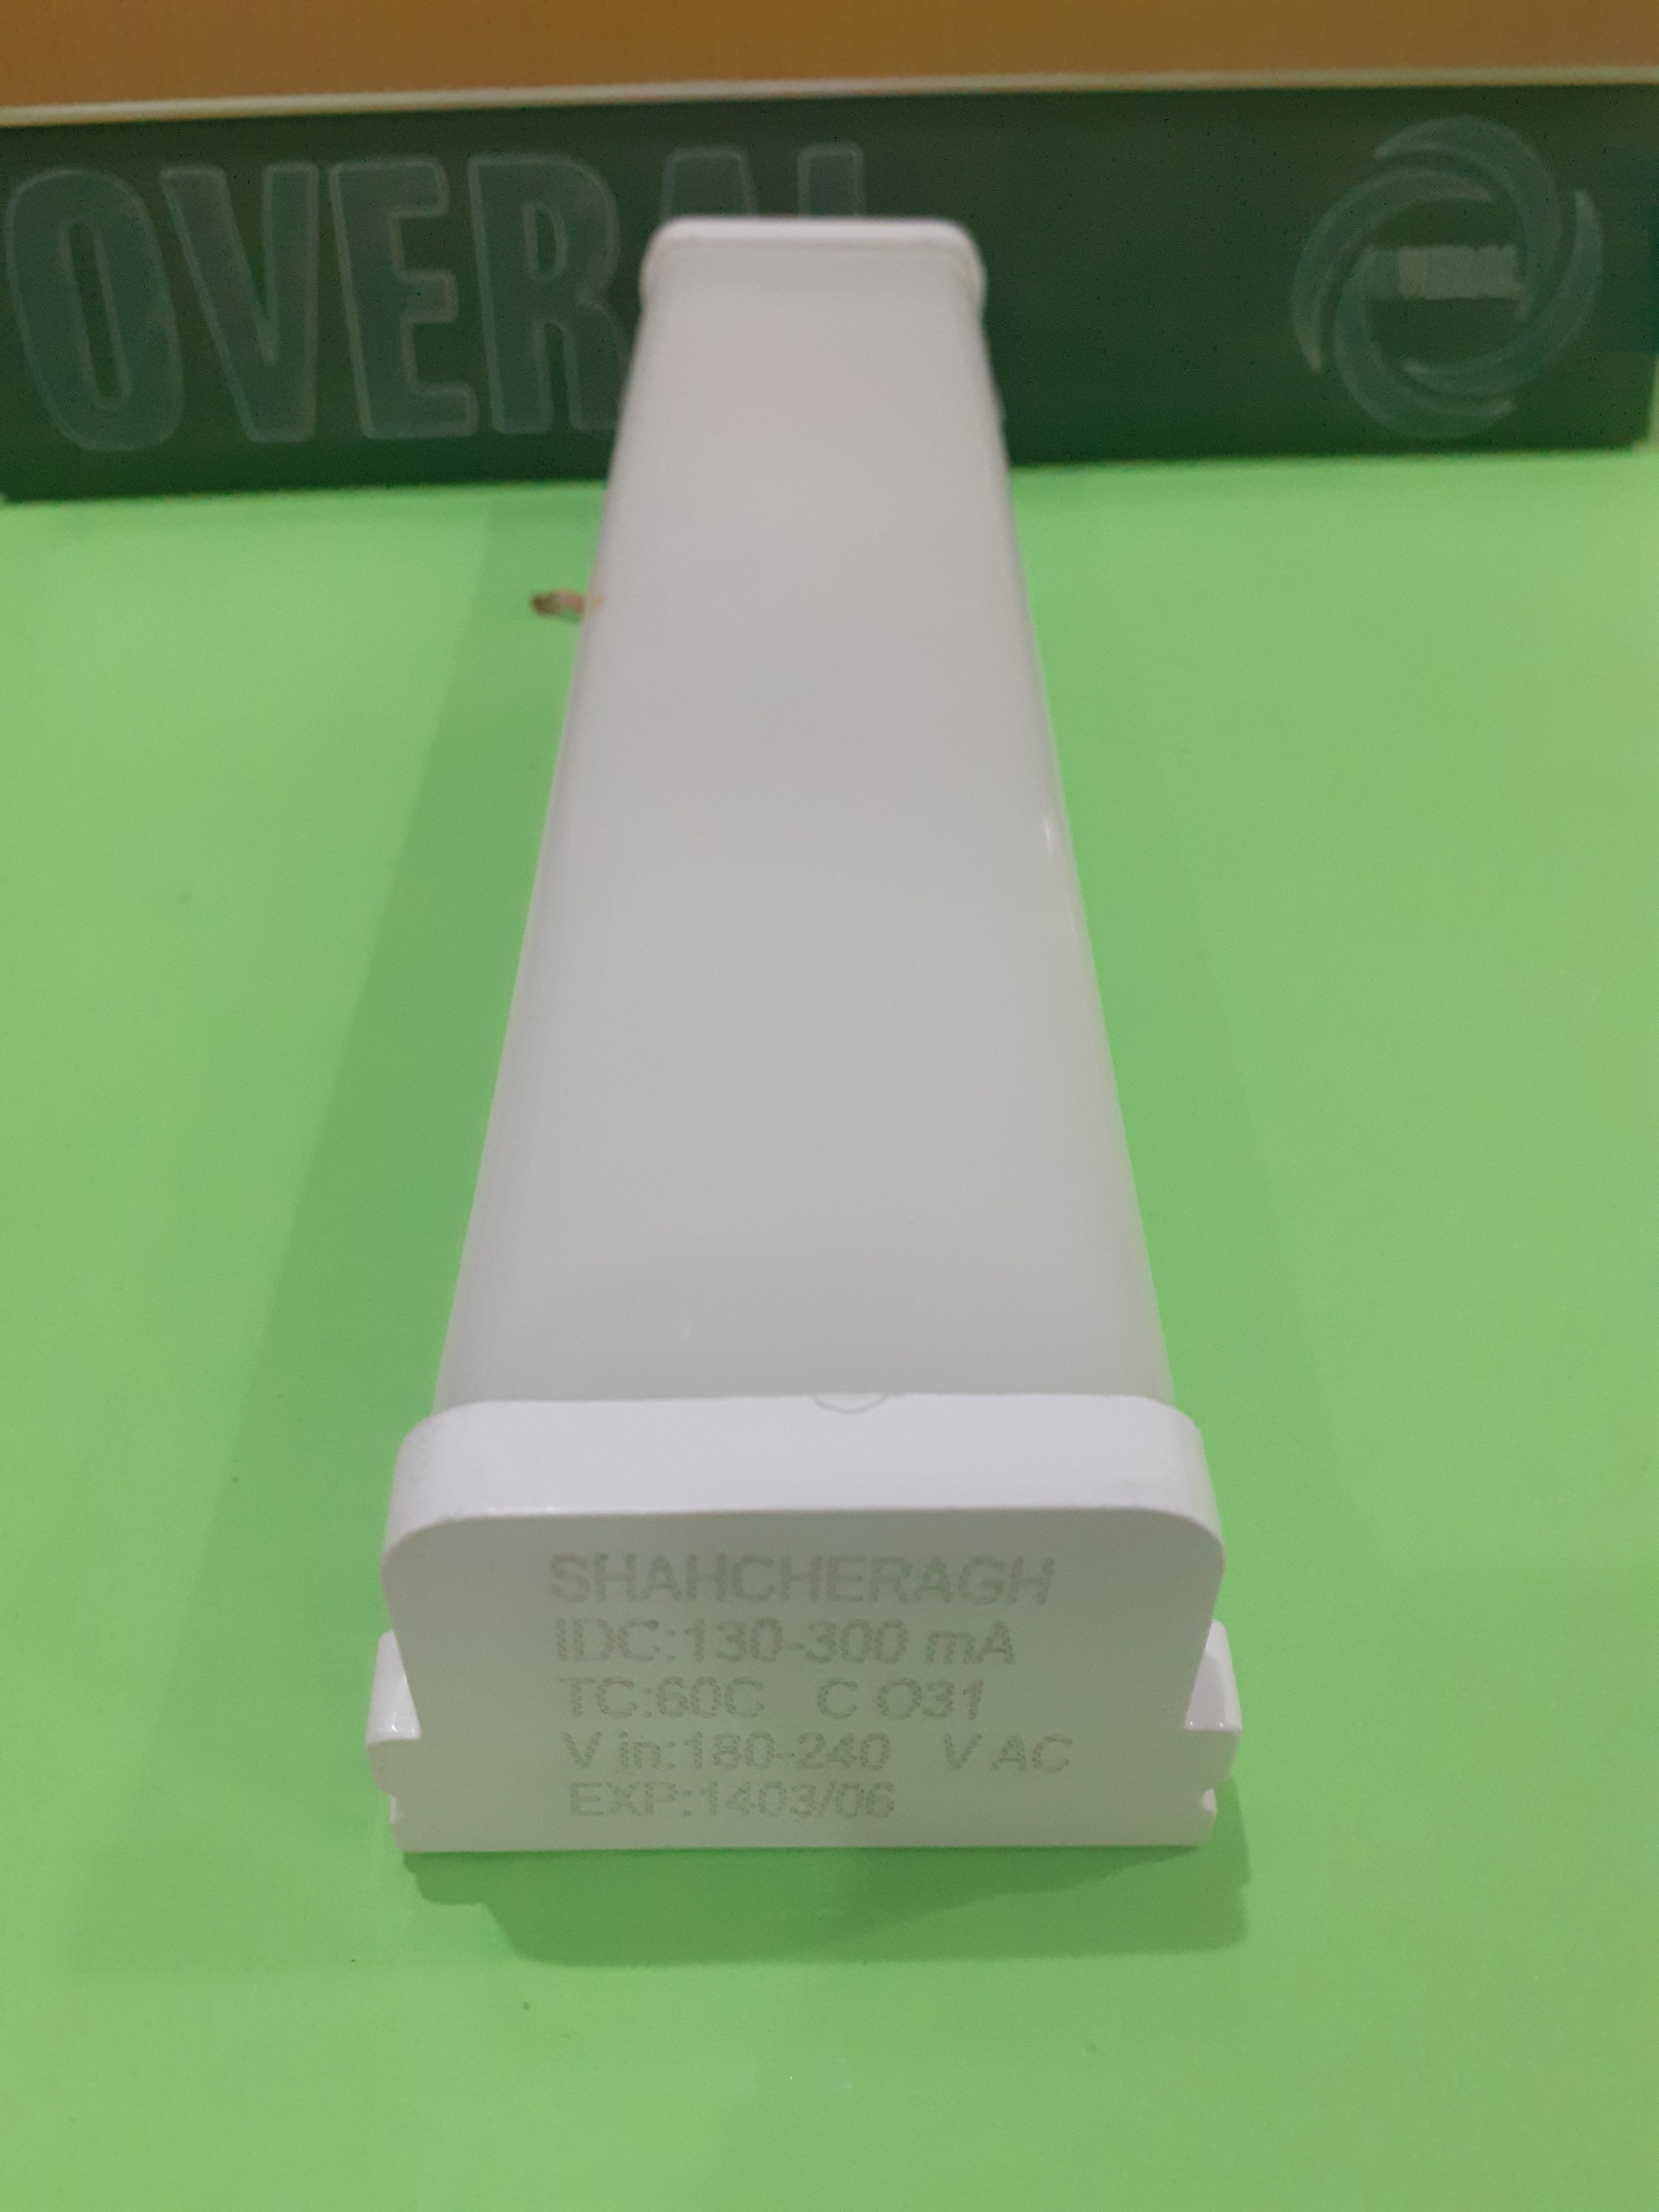 OVERAL
SHAHCHERAGH
IDC:130-300 mA
TC:60C C O31
V in:180-240 V AC
EXP:1403/06